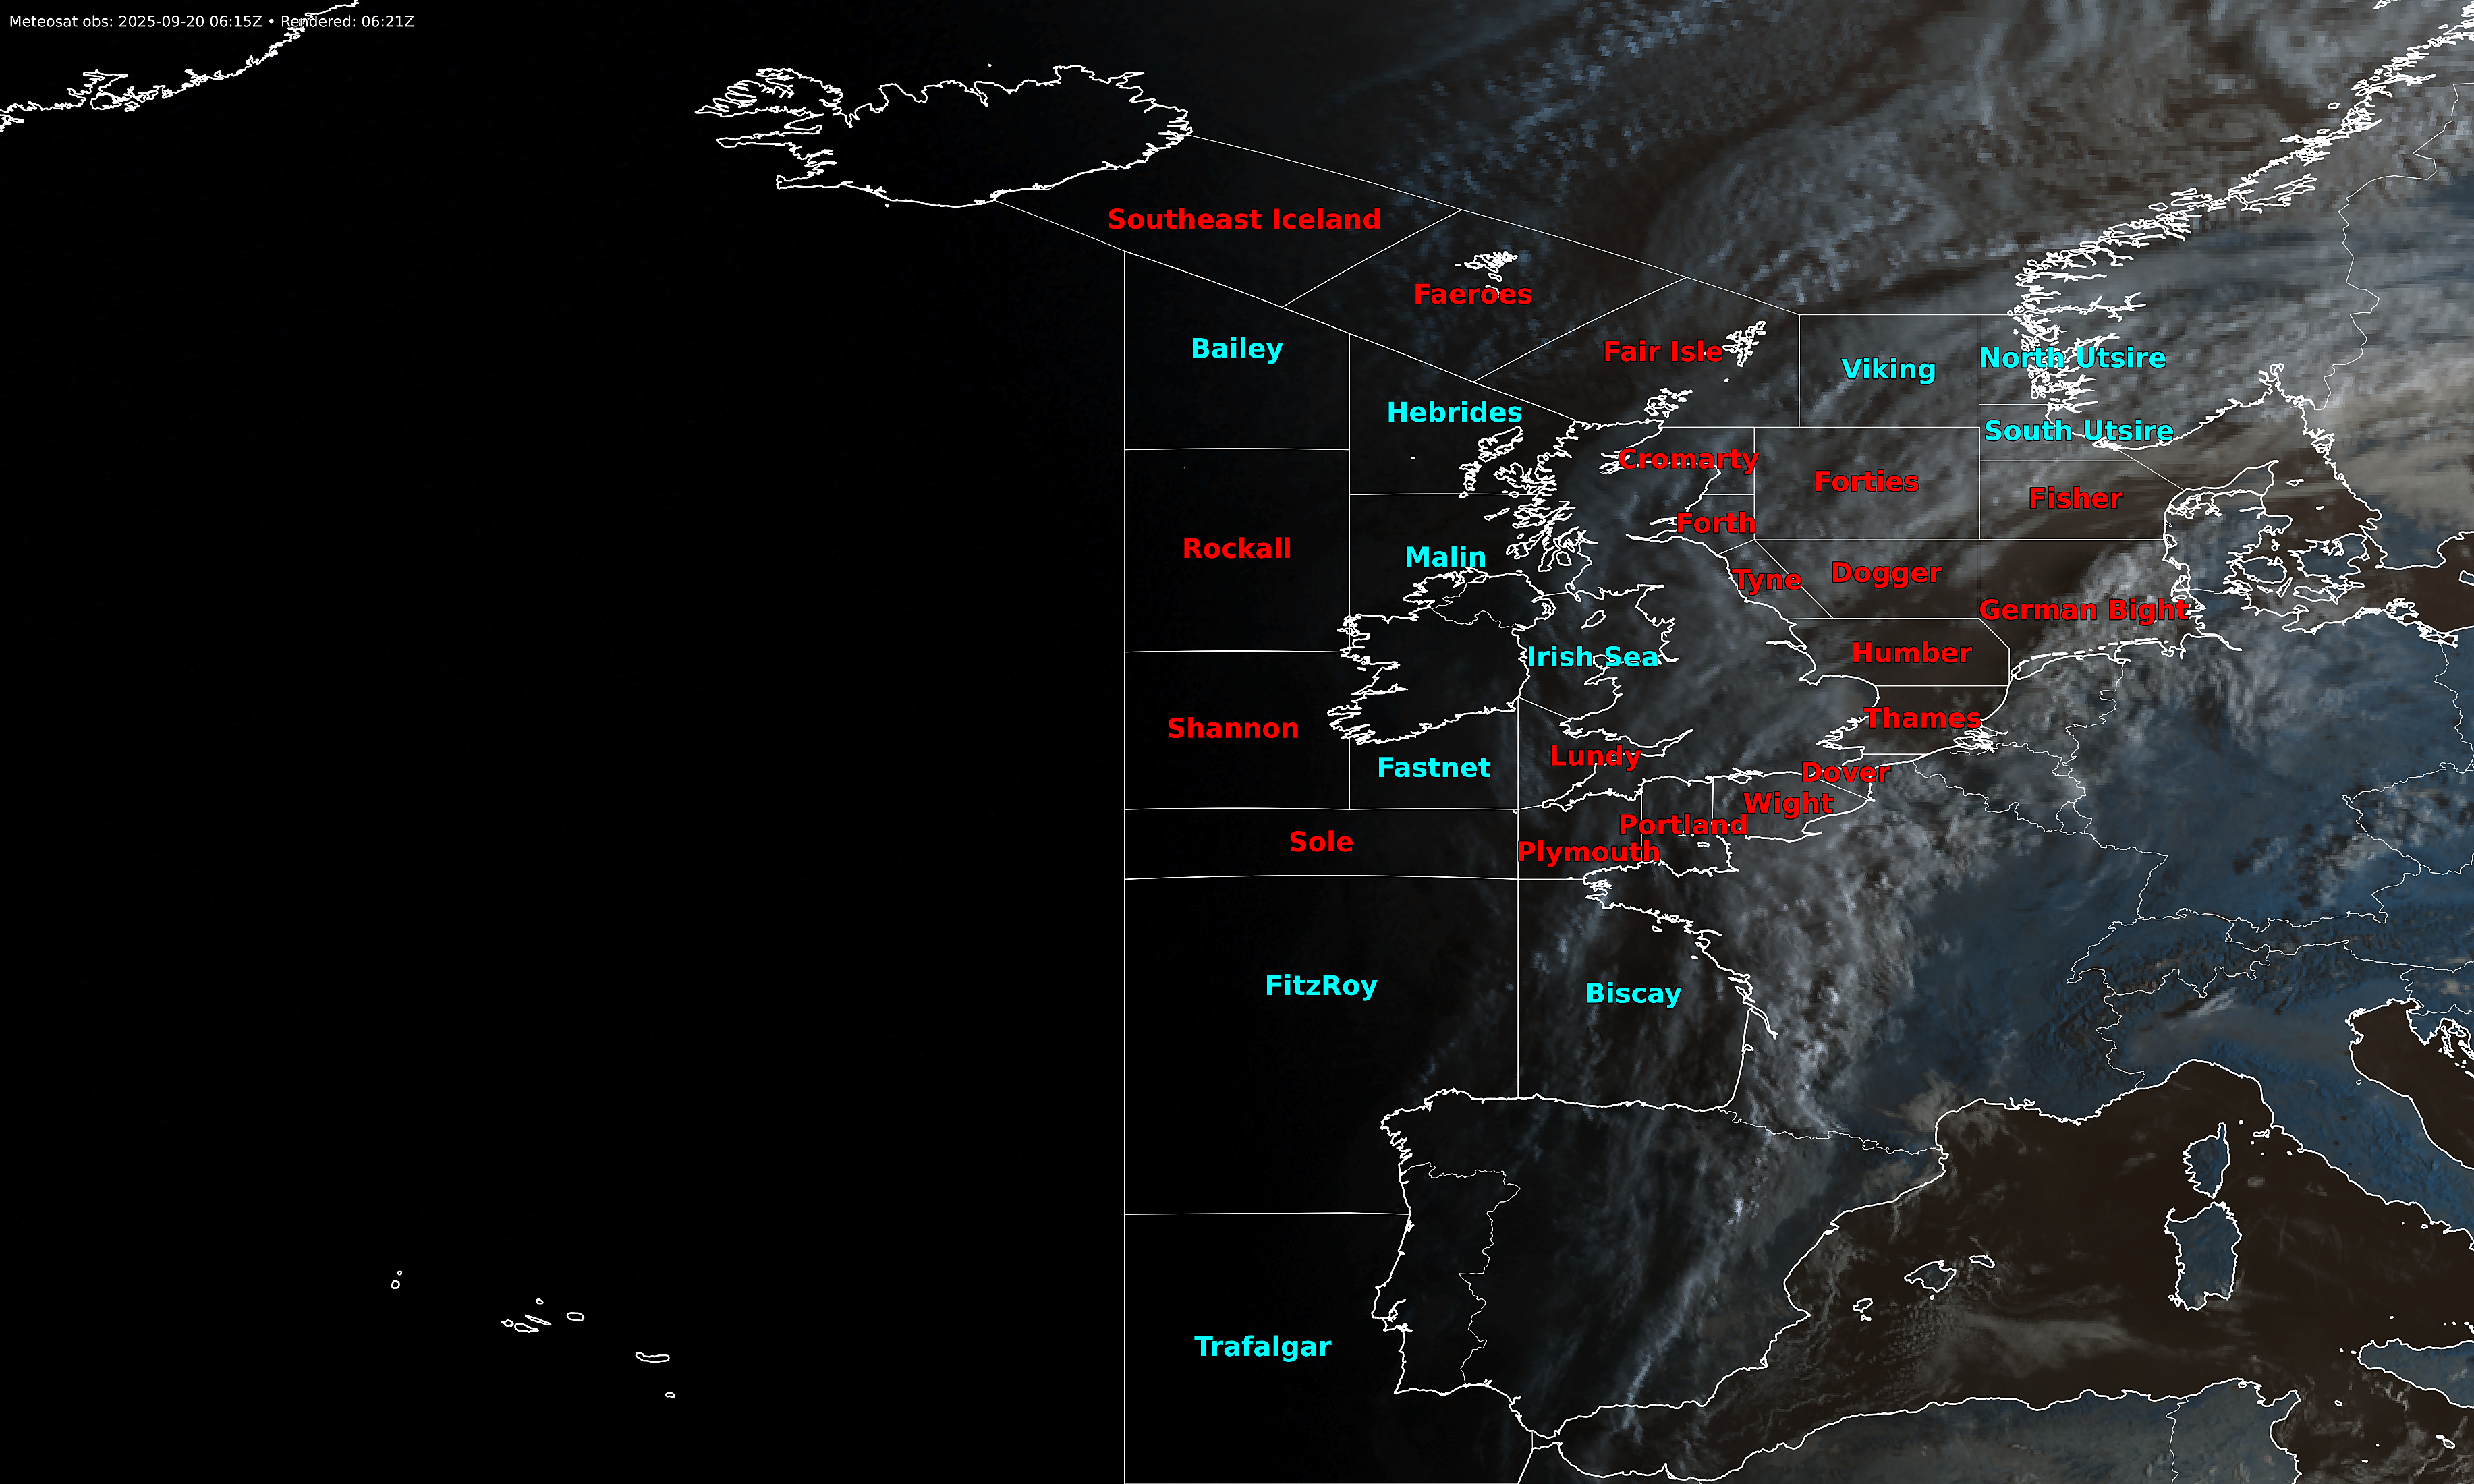 Meteosat obs: 2025-09-20 06:15Z • Rendered: 06:21Z
Southeast Iceland
Faeroes
Bailey
Fair Isle
Viking
North Utsire
Hebrides
South Utsire
Cromarty
Forties
Fisher
Forth
Rockall
Malin
Tyne
Dogger
German Bight
Irish Sea
Humber
Thames
Shannon
Lundy
Fastnet
Dover
Wight
Portland
Sole
Plymouth
FitzRoy
Biscay
Trafalgar